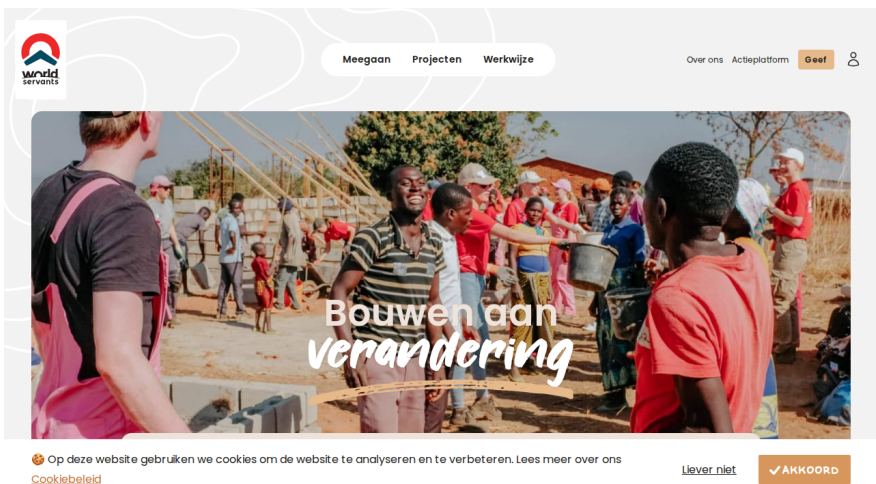 world
servants
Meegaan Projecten Werkwijze
Over ons Actieplatform Geef
Bouwen aan
verandering
🍪 Op deze website gebruiken we cookies om de website te analyseren en te verbeteren. Lees meer over ons
Cookiebeleid
Liever niet
✓AKKOORD